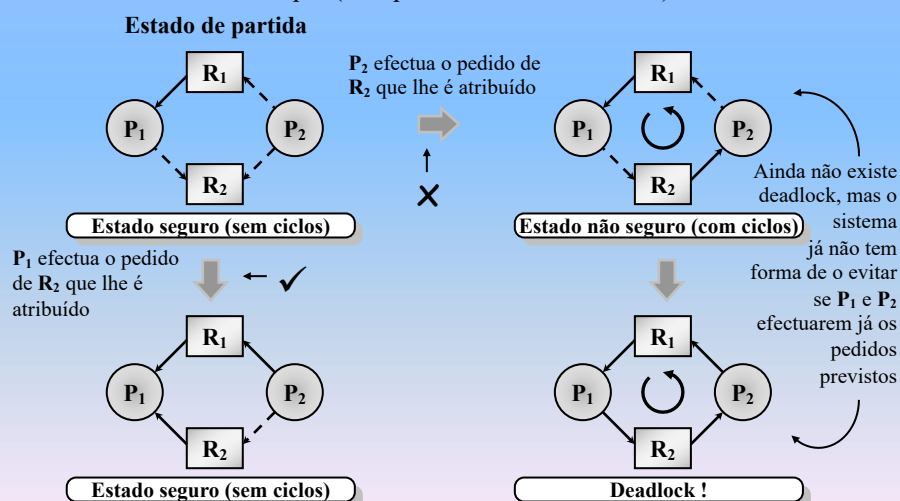 Estado de partida
R₁
P₁
P₂
R₂
Estado seguro (sem ciclos)
P₂ efectua o pedido de
R₂ que lhe é atribuído
R₁
P₁
P₂
R₂
Estado não seguro (com ciclos)
Ainda não existe
deadlock, mas o
sistema
já não tem
forma de o evitar
se P₁ e P₂
efectuarem já os
pedidos
previstos
P₁ efectua o pedido
de R₂ que lhe é
atribuído
R₁
P₁
P₂
R₂
Estado seguro (sem ciclos)
R₁
P₁
P₂
R₂
Deadlock !